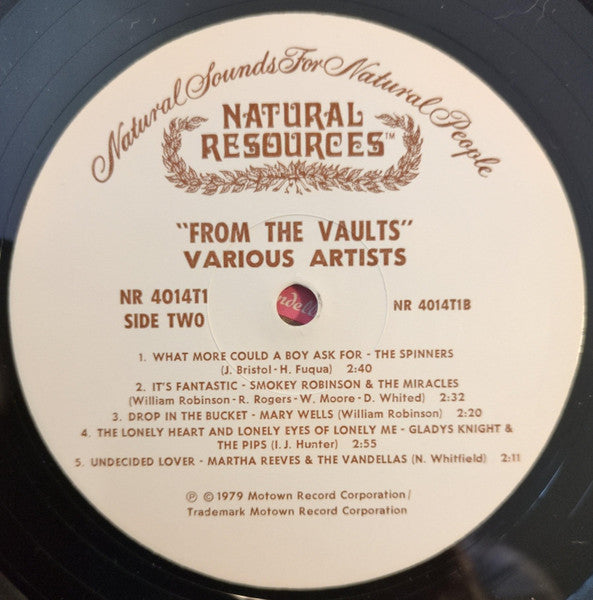 Natural Sounds For Natural People
NATURAL
RESOURCES™
"FROM THE VAULTS"
VARIOUS ARTISTS
NR 4014T1
SIDE TWO
NR 4014T1B
1. WHAT MORE COULD A BOY ASK FOR - THE SPINNERS
(J. Bristol - H. Fuqua) 2:40
2. IT'S FANTASTIC - SMOKEY ROBINSON & THE MIRACLES
(William Robinson - R. Rogers - W. Moore - D. Whited) 2:32
3. DROP IN THE BUCKET - MARY WELLS (William Robinson) 2:20
4. THE LONELY HEART AND LONELY EYES OF LONELY ME - GLADYS KNIGHT &
THE PIPS (I. J. Hunter) 2:55
5. UNDECIDED LOVER - MARTHA REEVES & THE VANDELLAS (N. Whitfield) 2:11
℗ © 1979 Motown Record Corporation/
Trademark Motown Record Corporation